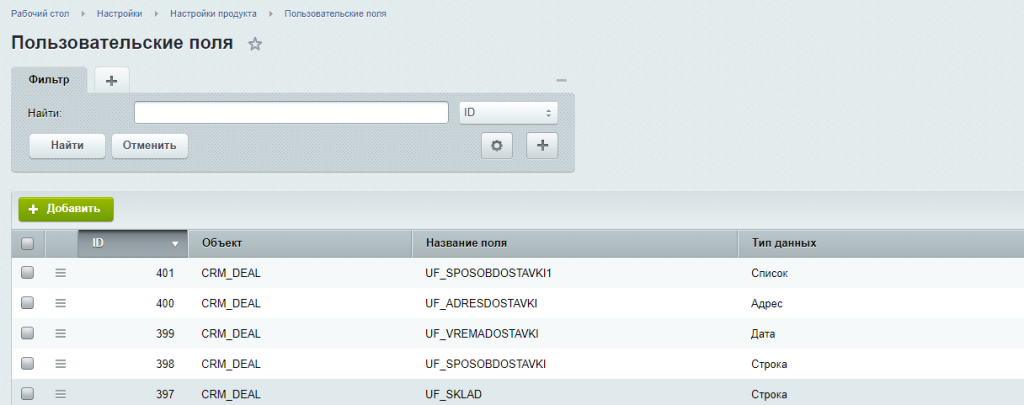 Рабочий стол Настройки Настройки продукта Пользовательские поля
Пользовательские поля
Фильтр
Найти: ID
Найти Отменить
Добавить
ID Объект Название поля Тип данных
401 CRM_DEAL UF_SPOSOBDOSTAVKI1 Список
400 CRM_DEAL UF_ADRESDOSTAVKI Адрес
399 CRM_DEAL UF_VREMADOSTAVKI Дата
398 CRM_DEAL UF_SPOSOBDOSTAVKI Строка
397 CRM_DEAL UF_SKLAD Строка